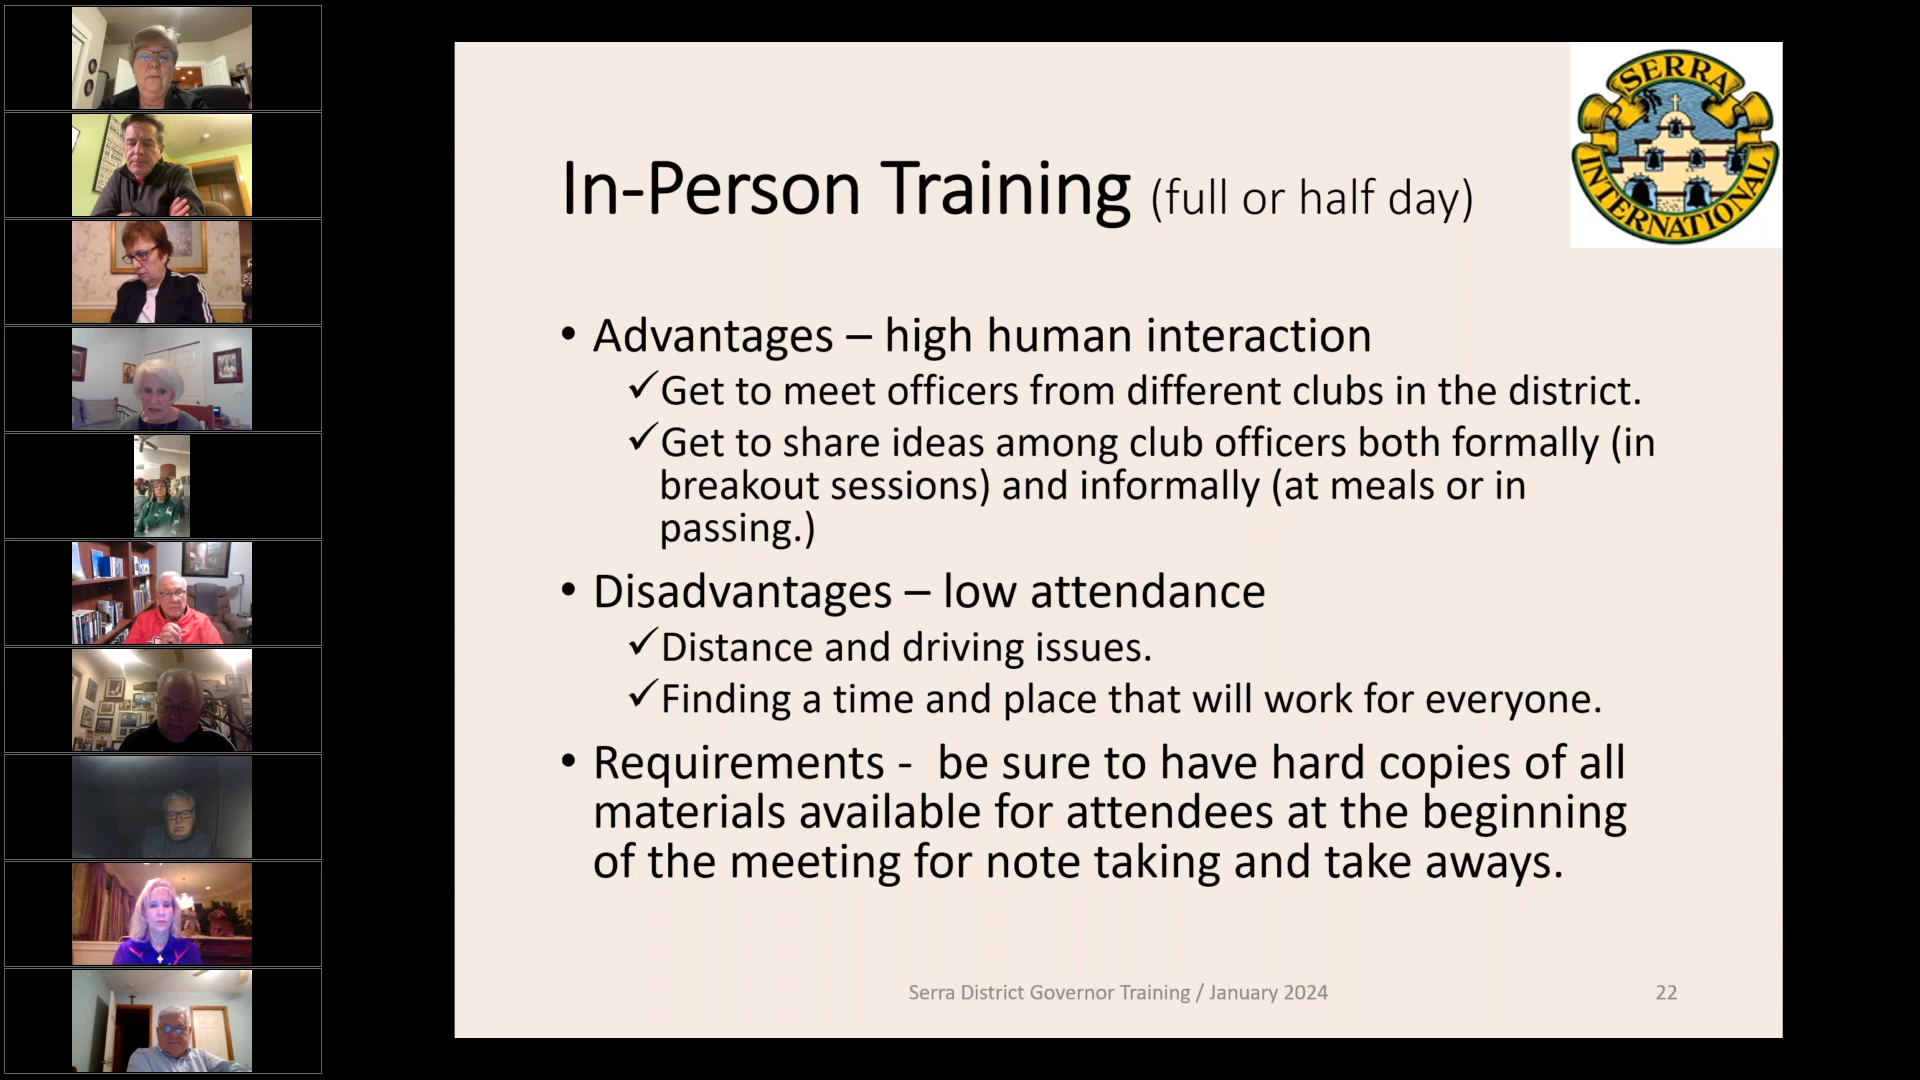 SERRA
INTERNATIONAL
In-Person Training (full or half day)
• Advantages – high human interaction
✓Get to meet officers from different clubs in the district.
✓Get to share ideas among club officers both formally (in
breakout sessions) and informally (at meals or in
passing.)
• Disadvantages – low attendance
✓Distance and driving issues.
✓Finding a time and place that will work for everyone.
• Requirements -  be sure to have hard copies of all
materials available for attendees at the beginning
of the meeting for note taking and take aways.
Serra District Governor Training / January 2024
22